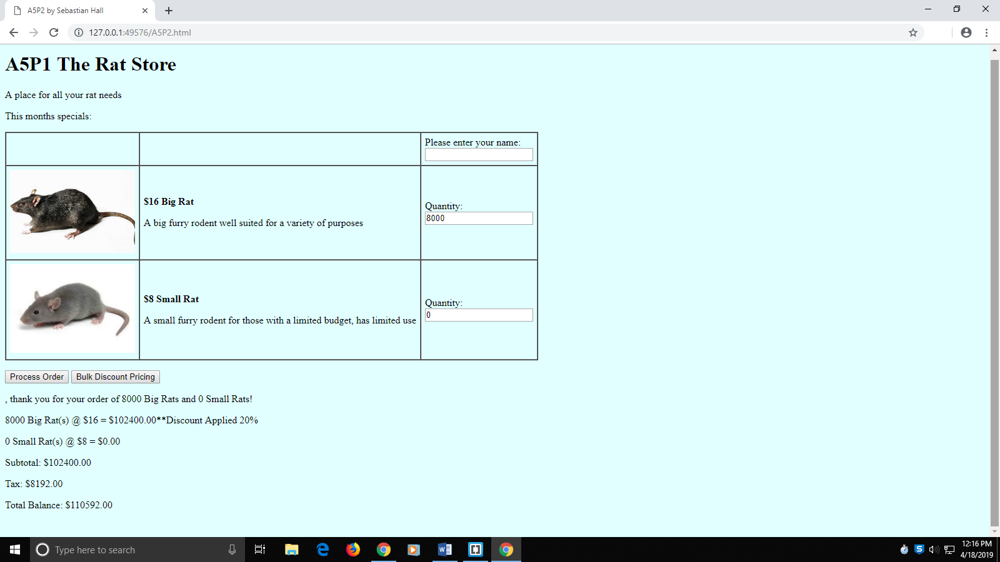 A5P2 by Sebastian Hall
127.0.0.1:49576/A5P2.html
A5P1 The Rat Store
A place for all your rat needs
This months specials:
Please enter your name:
$16 Big Rat
A big furry rodent well suited for a variety of purposes
Quantity:
8000
$8 Small Rat
A small furry rodent for those with a limited budget, has limited use
Quantity:
0
Process Order Bulk Discount Pricing
, thank you for your order of 8000 Big Rats and 0 Small Rats!
8000 Big Rat(s) @ $16 = $102400.00**Discount Applied 20%
0 Small Rat(s) @ $8 = $0.00
Subtotal: $102400.00
Tax: $8192.00
Total Balance: $110592.00
Type here to search
12:16 PM
4/18/2019